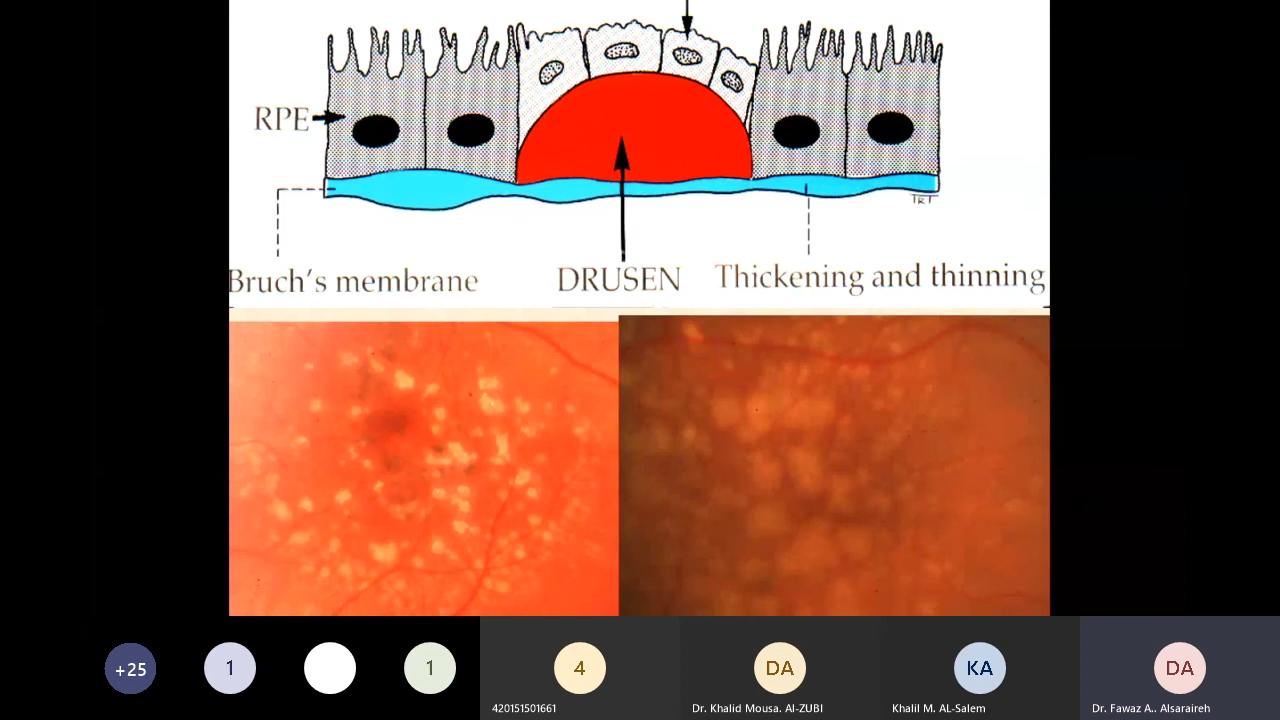 RPE
TRT
Bruch's membrane
DRUSEN
Thickening and thinning
+25
1
1
4
DA
KA
DA
420151501661
Dr. Khalid Mousa. Al-ZUBI
Khalil M. AL-Salem
Dr. Fawaz A.. Alsaraireh